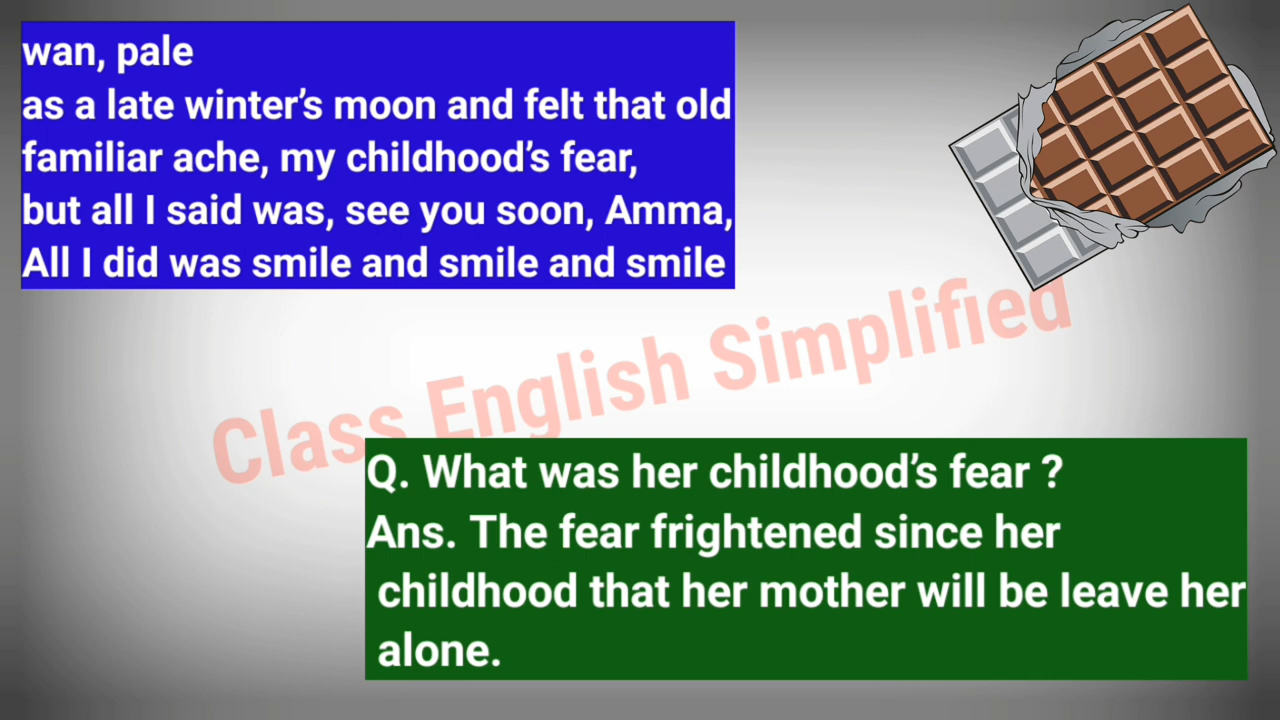 wan, pale
as a late winter’s moon and felt that old
familiar ache, my childhood’s fear,
but all I said was, see you soon, Amma,
All I did was smile and smile and smile
Class English Simplified
Q. What was her childhood’s fear ?
Ans. The fear frightened since her
childhood that her mother will be leave her
alone.